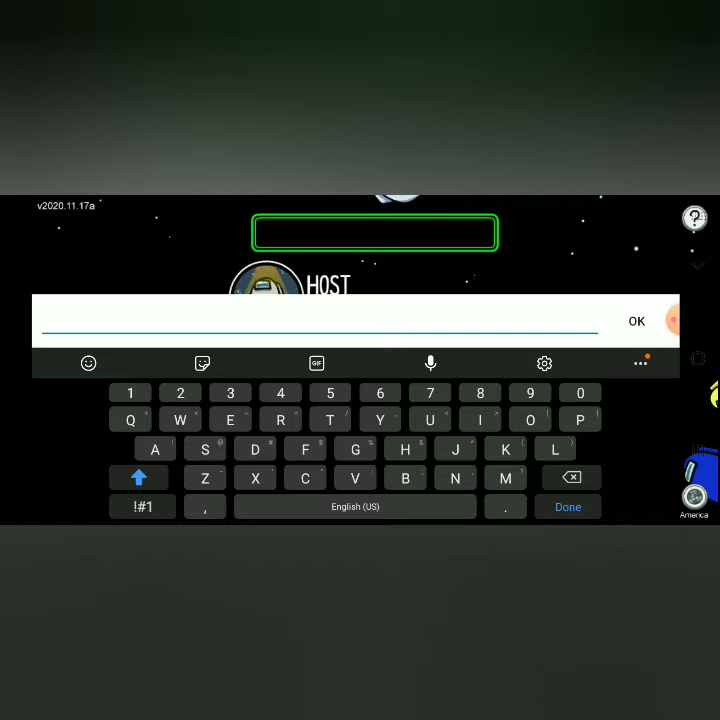 v2020.11.17a
HOST
OK
GIF
1 2 3 4 5 6 7 8 9 0
Q W E R T Y U I O P
A S D F G H J K L
Z X C V B N M
!#1 , English (US) . Done
America